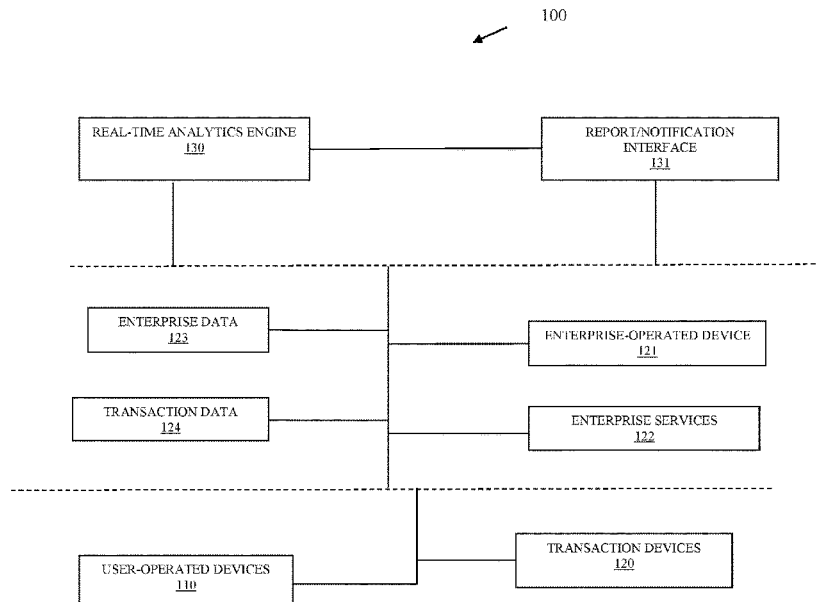 100
REAL-TIME ANALYTICS ENGINE
130
REPORT/NOTIFICATION
INTERFACE
131
ENTERPRISE DATA
123
ENTERPRISE-OPERATED DEVICE
121
TRANSACTION DATA
124
ENTERPRISE SERVICES
122
USER-OPERATED DEVICES
110
TRANSACTION DEVICES
120